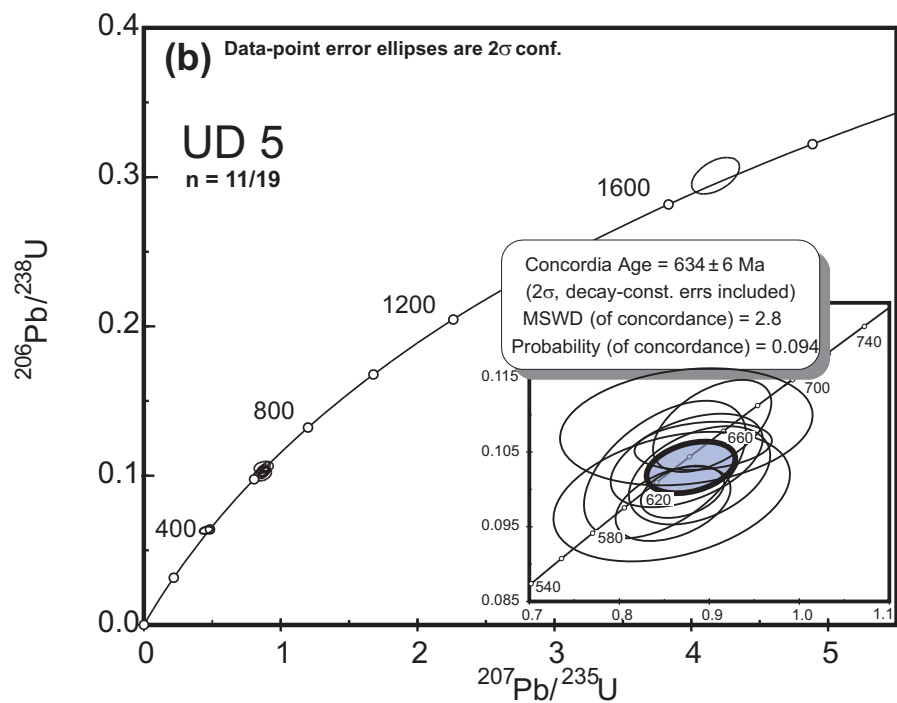 (b) Data-point error ellipses are 2σ conf.
UD 5
n = 11/19
0.4
0.3
0.2
0.1
0.0
²⁰⁶Pb/²³⁸U
400
800
1200
1600
Concordia Age = 634 ± 6 Ma
(2σ, decay-const. errs included)
MSWD (of concordance) = 2.8
Probability (of concordance) = 0.094
0.115
0.105
0.095
0.085
540
580
620
660
700
740
0.7 0.8 0.9 1.0 1.1
0 1 2 3 4 5
²⁰⁷Pb/²³⁵U